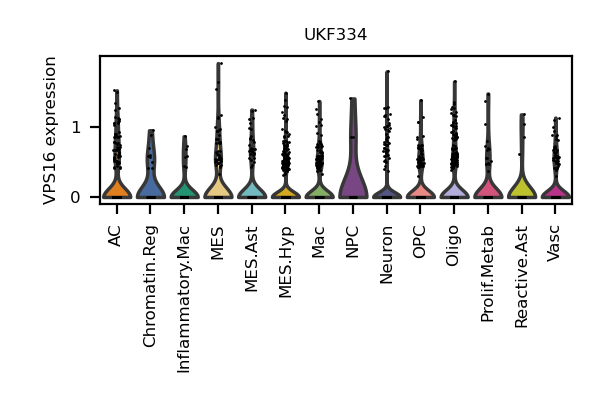 UKF334
VPS16 expression
1
0
AC
Chromatin.Reg
Inflammatory.Mac
MES
MES.Ast
MES.Hyp
Mac
NPC
Neuron
OPC
Oligo
Prolif.Metab
Reactive.Ast
Vasc